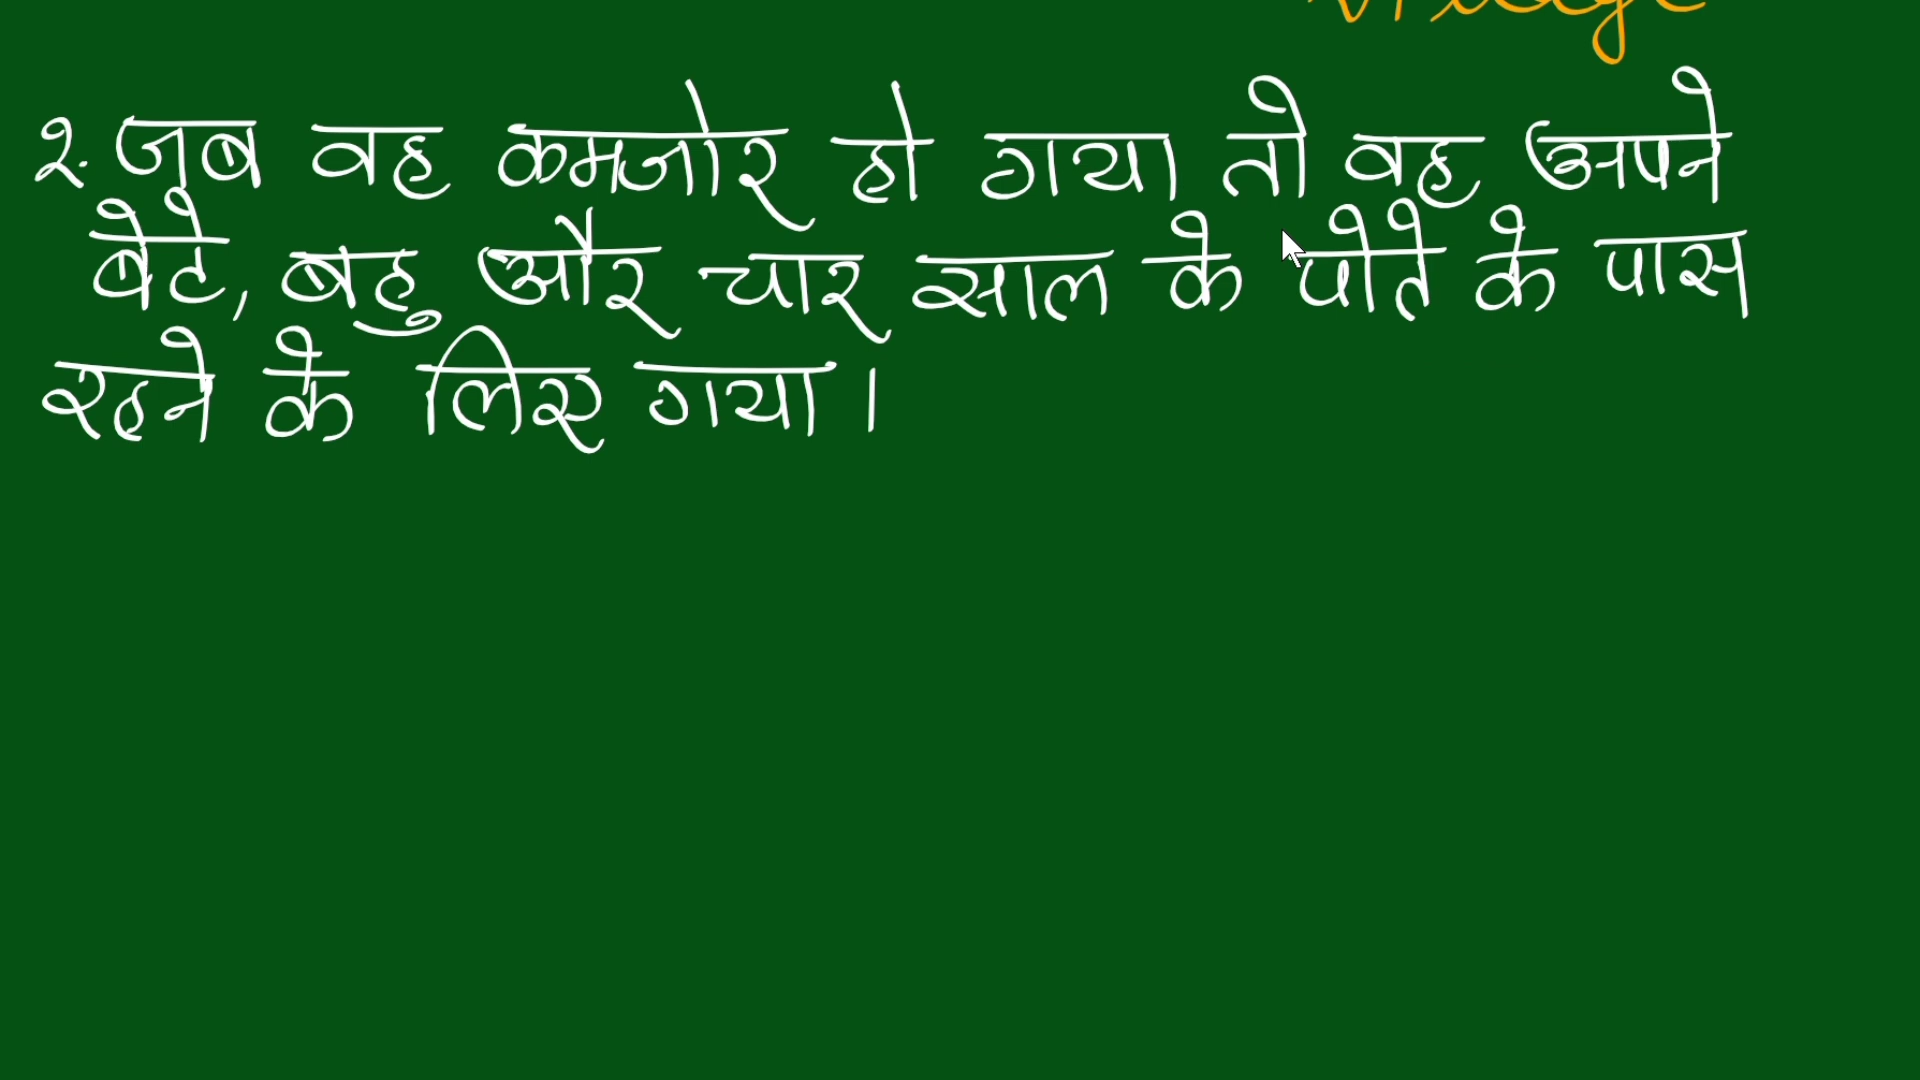 २. जब वह कमजोर हो गया तो वह अपने
बेटे, बहु और चार साल के पोते के पास
रहने के लिए गया।